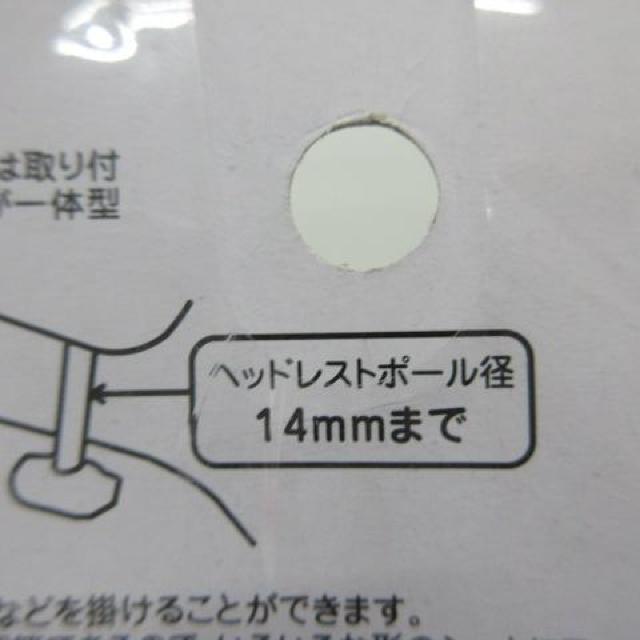 は取り付
が一体型
ヘッドレストポール径
14mmまで
などを掛けることができます。